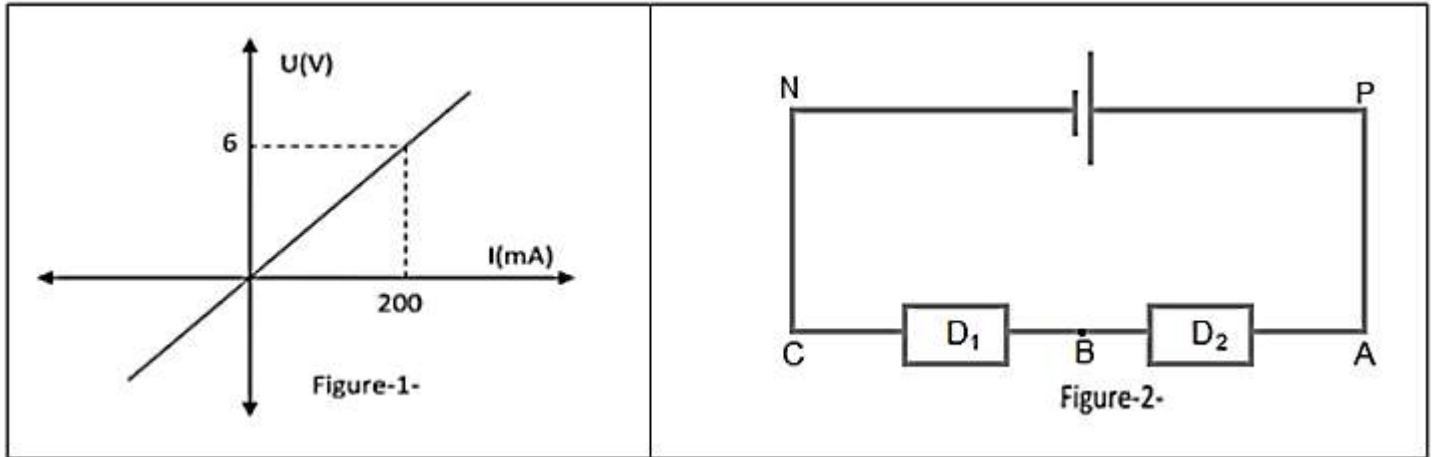 U(V)
6
I(mA)
200
Figure-1-
N
P
C
D₁
B
D₂
A
Figure-2-